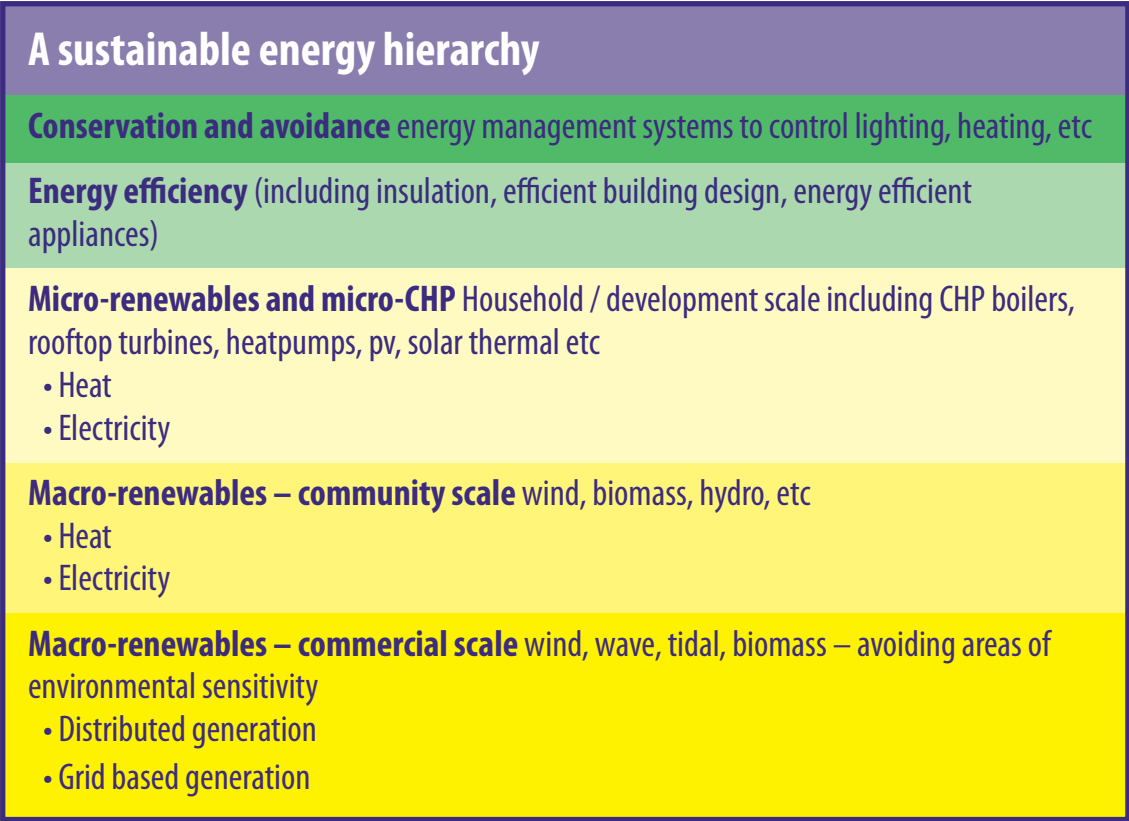 A sustainable energy hierarchy
Conservation and avoidance energy management systems to control lighting, heating, etc
Energy efficiency (including insulation, efficient building design, energy efficient
appliances)
Micro-renewables and micro-CHP Household / development scale including CHP boilers,
rooftop turbines, heatpumps, pv, solar thermal etc
• Heat
• Electricity
Macro-renewables – community scale wind, biomass, hydro, etc
• Heat
• Electricity
Macro-renewables – commercial scale wind, wave, tidal, biomass – avoiding areas of
environmental sensitivity
• Distributed generation
• Grid based generation